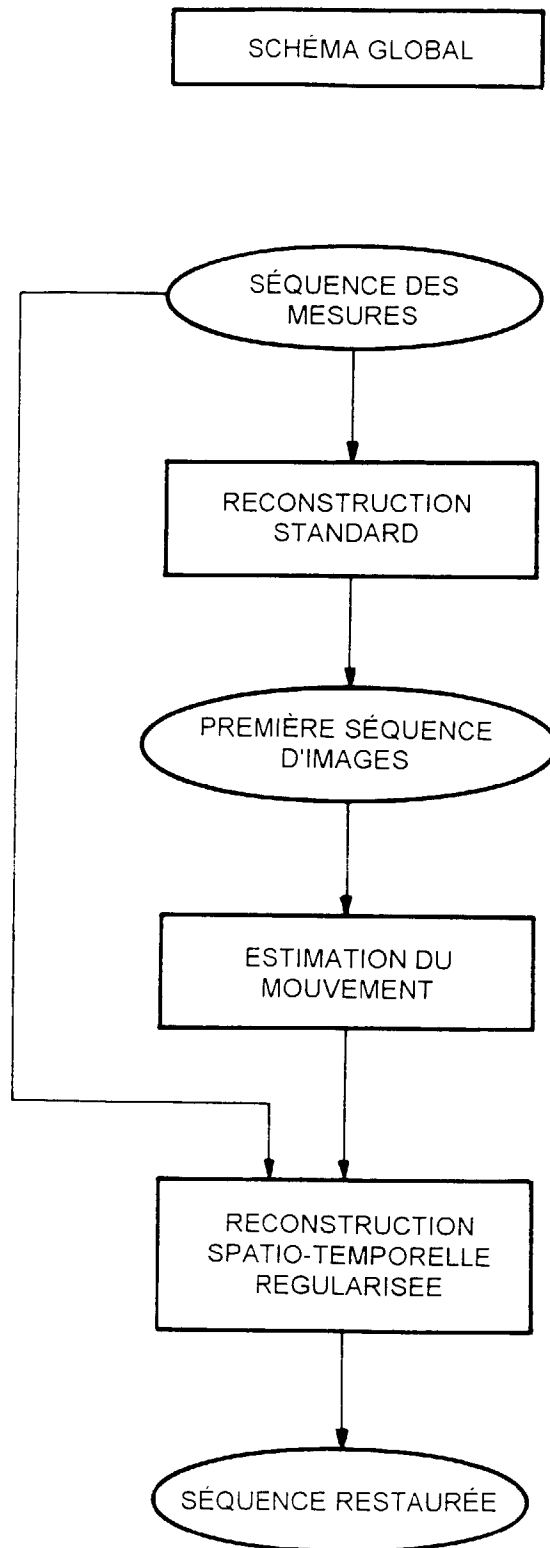 SCHÉMA GLOBAL
SÉQUENCE DES
MESURES
RECONSTRUCTION
STANDARD
PREMIÈRE SÉQUENCE
D'IMAGES
ESTIMATION DU
MOUVEMENT
RECONSTRUCTION
SPATIO-TEMPORELLE
REGULARISEE
SÉQUENCE RESTAURÉE